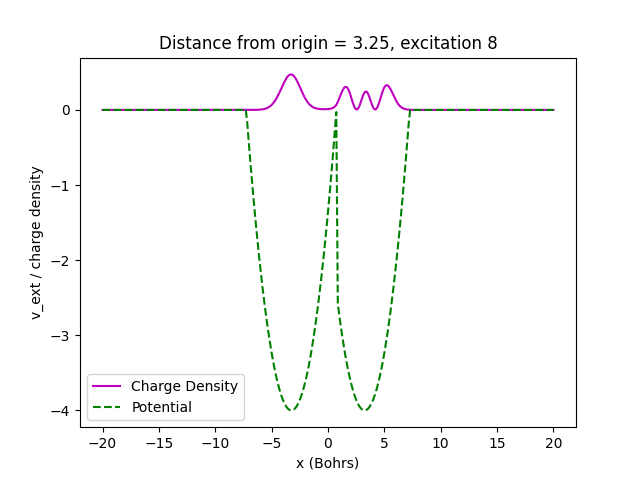 Distance from origin = 3.25, excitation 8
v_ext / charge density
0
−1
−2
−3
−4
Charge Density
Potential
−20
−15
−10
−5
0
5
10
15
20
x (Bohrs)